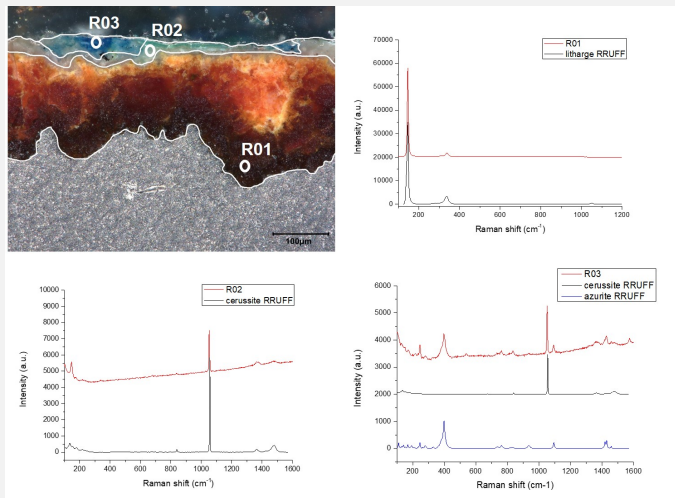 R03
R02
R01
100µm
R01
litharge RRUFF
Intensity (a.u.)
70000
60000
50000
40000
30000
20000
10000
0
200 400 600 800 1000 1200
Raman shift (cm⁻¹)
R02
cerussite RRUFF
Intensity (a.u.)
10000
9000
8000
7000
6000
5000
4000
3000
2000
1000
0
200 400 600 800 1000 1200 1400 1600
Raman shift (cm⁻¹)
R03
cerussite RRUFF
azurite RRUFF
Intensity (a.u.)
6000
5000
4000
3000
2000
1000
0
200 400 600 800 1000 1200 1400 1600
Raman shift (cm-1)